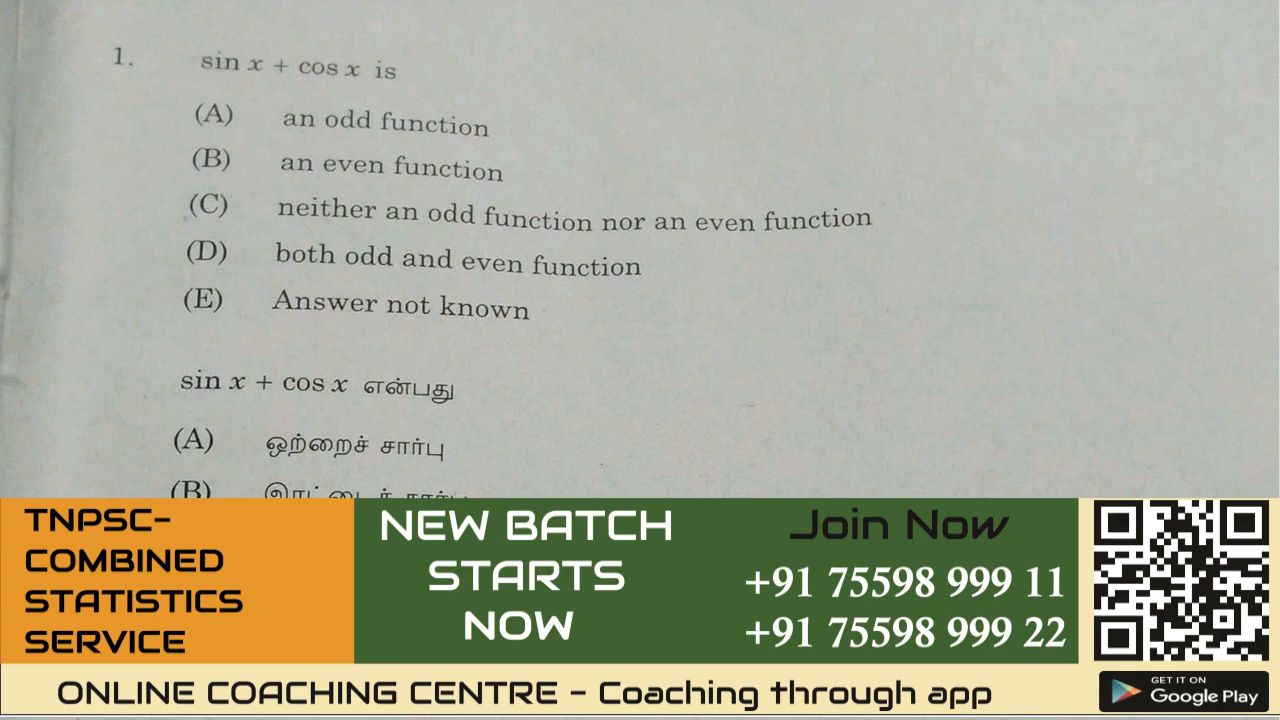 1. sin x + cos x is
(A) an odd function
(B) an even function
(C) neither an odd function nor an even function
(D) both odd and even function
(E) Answer not known
sin x + cos x என்பது
(A) ஒற்றைச் சார்பு
(B)
TNPSC-
COMBINED
STATISTICS
SERVICE
NEW BATCH
STARTS
NOW
Join Now
+91 75598 999 11
+91 75598 999 22
ONLINE COACHING CENTRE - Coaching through app
GET IT ON
Google Play